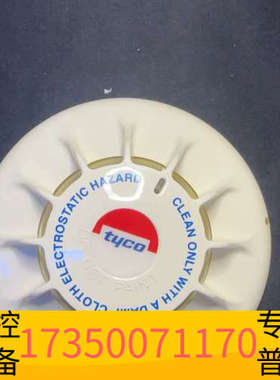 CLEAN ONLY WITH A DAMP CLOTH ELECTROSTATIC HAZARD
tyco
控 17350071170 专
备 普